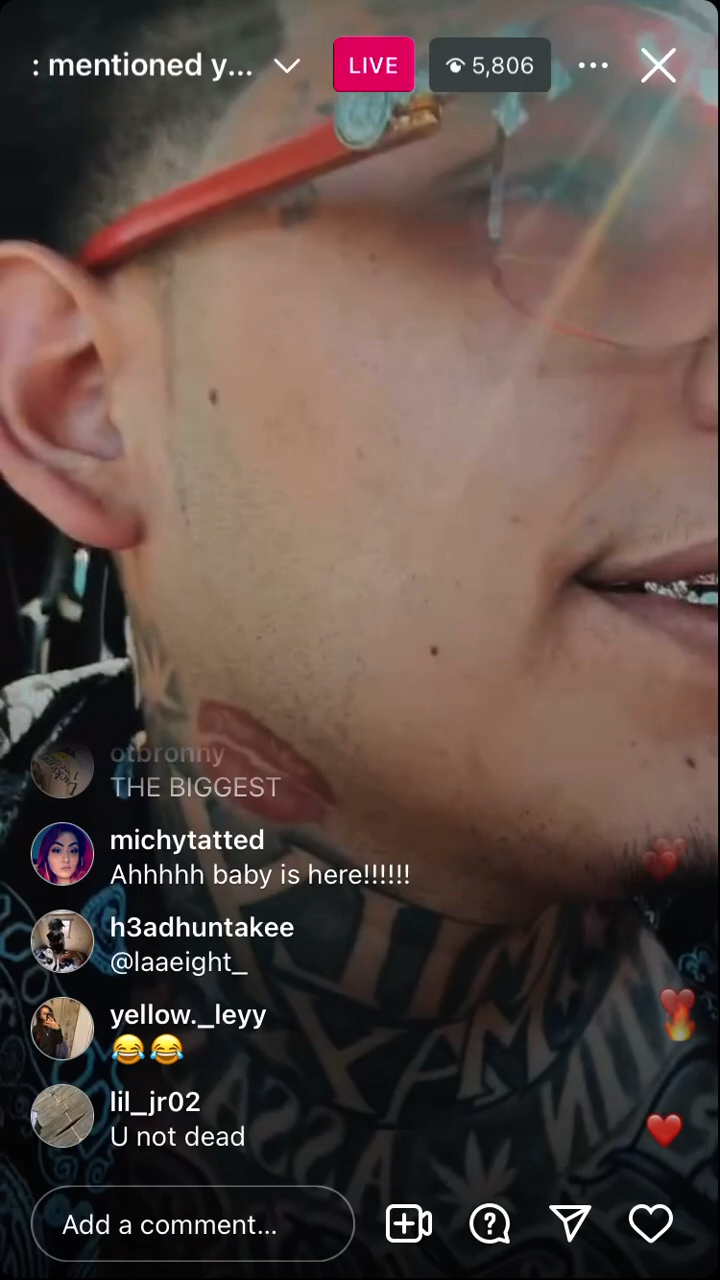 : mentioned y...
LIVE
5,806
otbronny
THE BIGGEST
michytatted
Ahhhhh baby is here!!!!!!
h3adhuntakee
@laaeight_
yellow._leyy
😂😂
lil_jr02
U not dead
Add a comment...